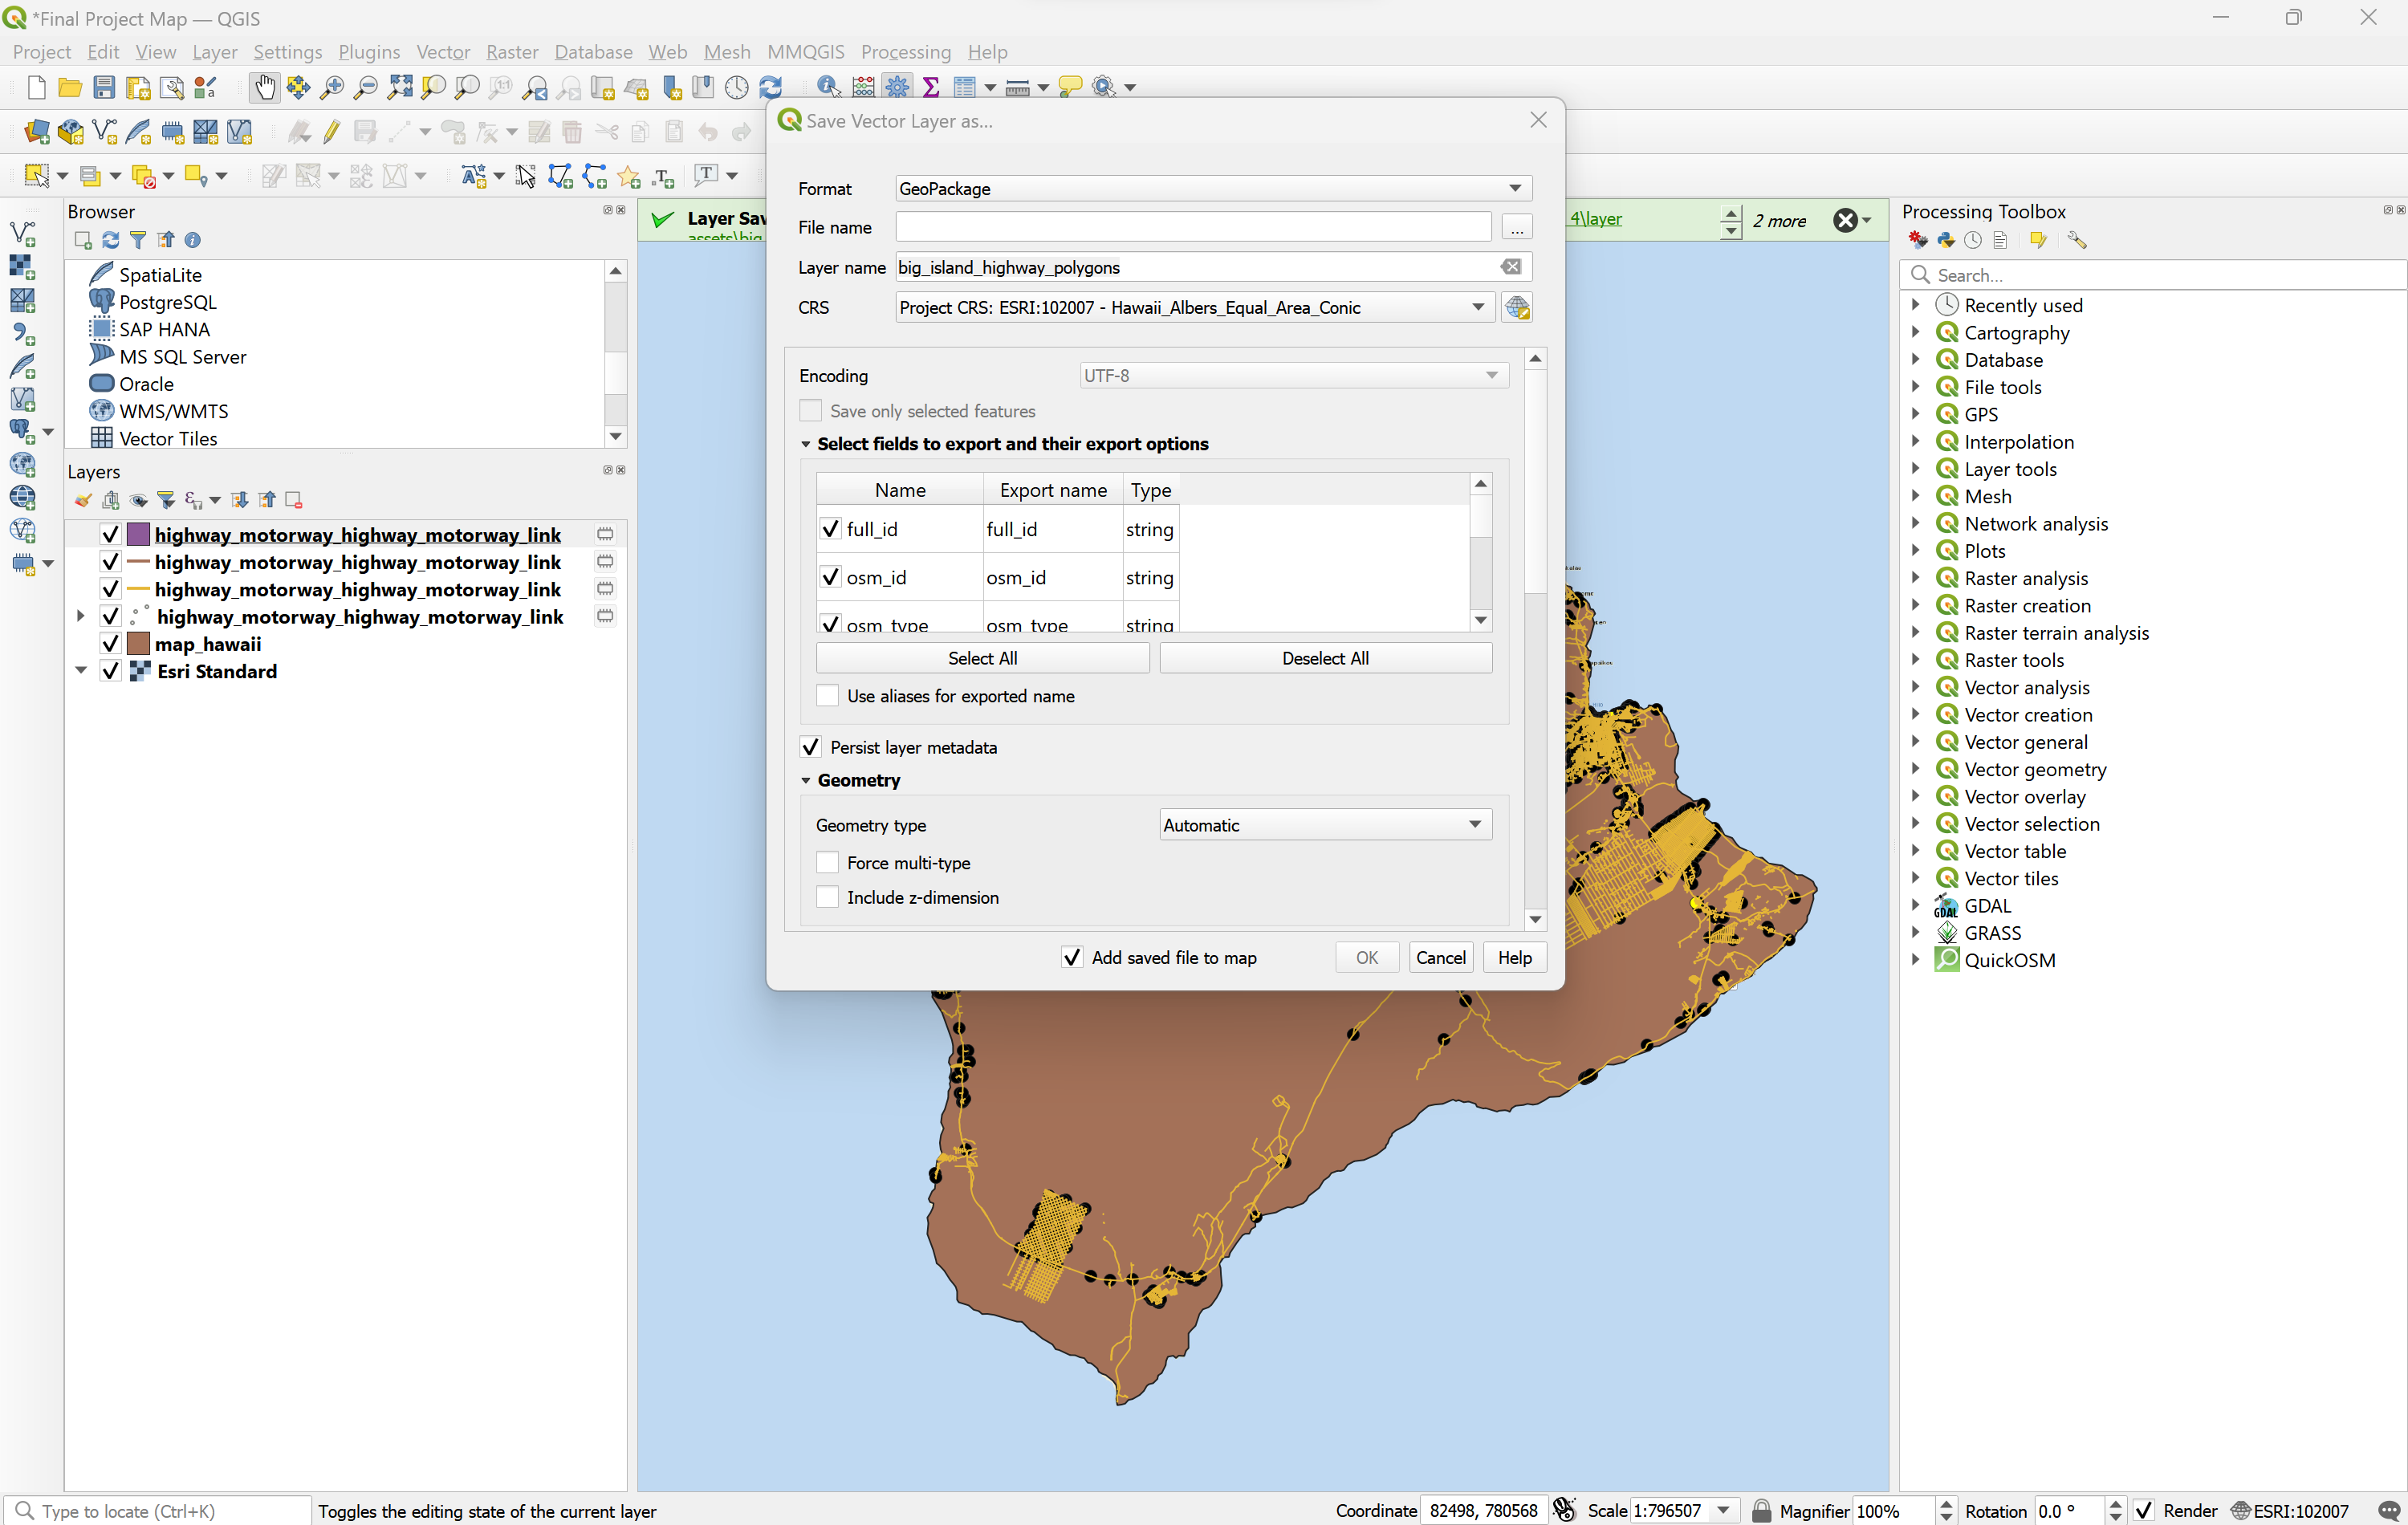 *Final Project Map — QGIS
Project Edit View Layer Settings Plugins Vector Raster Database Web Mesh MMQGIS Processing Help
Save Vector Layer as...
Format GeoPackage
File name ...
Layer name big_island_highway_polygons
CRS Project CRS: ESRI:102007 - Hawaii_Albers_Equal_Area_Conic
Encoding UTF-8
Save only selected features
Select fields to export and their export options
Name Export name Type
full_id full_id string
osm_id osm_id string
osm_type osm_type string
Select All Deselect All
Use aliases for exported name
Persist layer metadata
Geometry
Geometry type Automatic
Force multi-type
Include z-dimension
Add saved file to map OK Cancel Help
Browser
SpatiaLite
PostgreSQL
SAP HANA
MS SQL Server
Oracle
WMS/WMTS
Vector Tiles
Layers
highway_motorway_highway_motorway_link
highway_motorway_highway_motorway_link
highway_motorway_highway_motorway_link
highway_motorway_highway_motorway_link
map_hawaii
Esri Standard
Layer Sav
assets\big
4\layer
2 more
Processing Toolbox
Search...
Recently used
Cartography
Database
File tools
GPS
Interpolation
Layer tools
Mesh
Network analysis
Plots
Raster analysis
Raster creation
Raster terrain analysis
Raster tools
Vector analysis
Vector creation
Vector general
Vector geometry
Vector overlay
Vector selection
Vector table
Vector tiles
GDAL GDAL
GRASS
QuickOSM
Type to locate (Ctrl+K) Toggles the editing state of the current layer Coordinate 82498, 780568 Scale 1:796507 Magnifier 100% Rotation 0.0 ° Render ESRI:102007